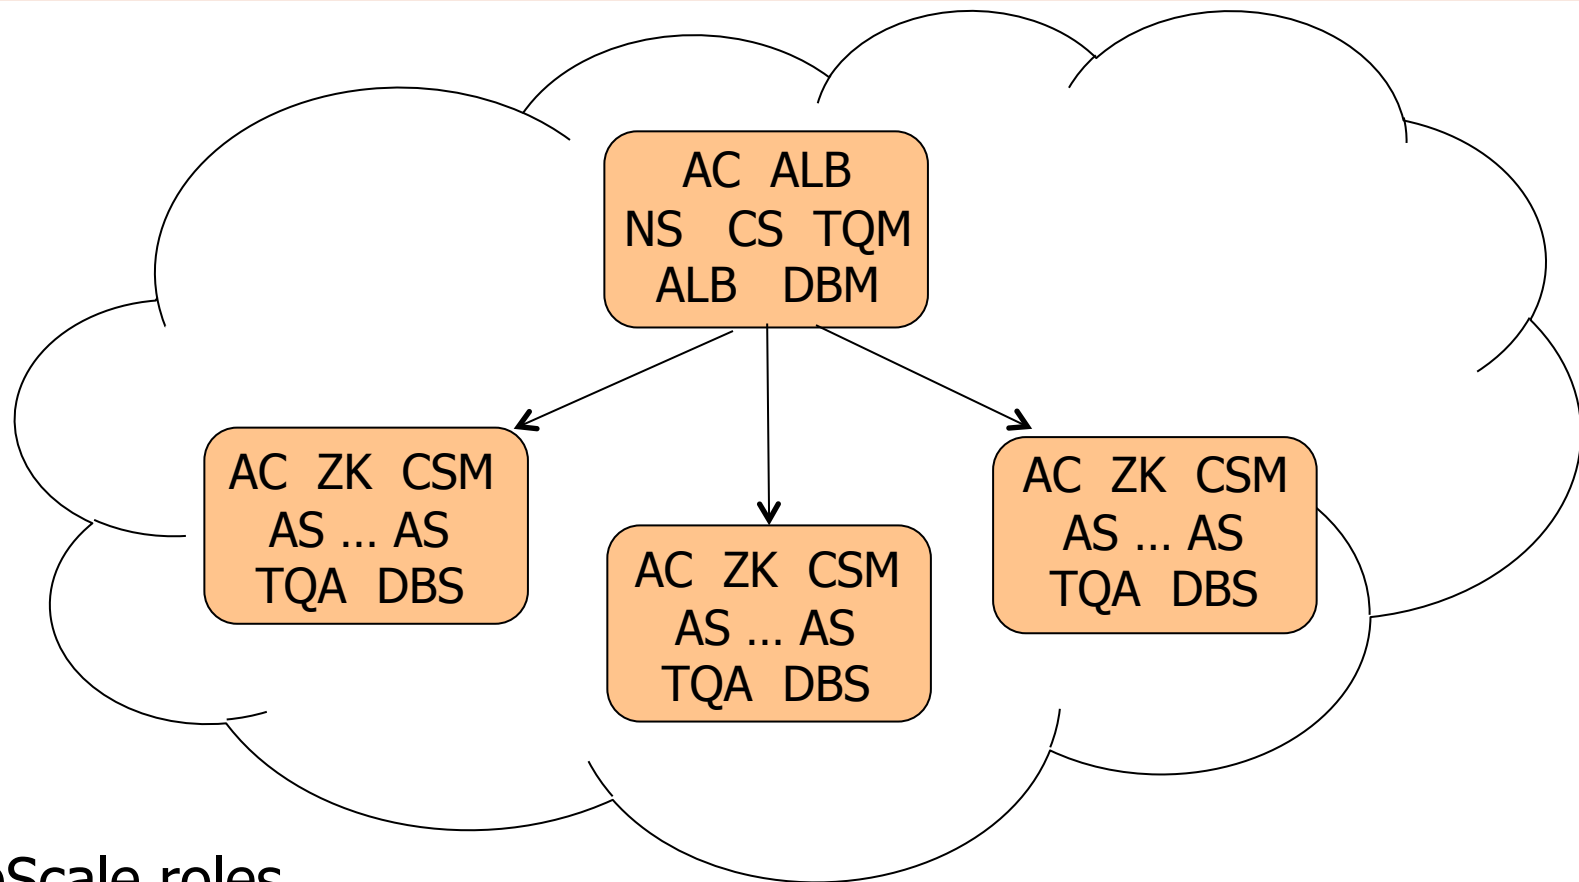 AC ALB
NS CS TQM
ALB DBM
AC ZK CSM
AS ... AS
TQA DBS
AC ZK CSM
AS ... AS
TQA DBS
AC ZK CSM
AS ... AS
TQA DBS
roles